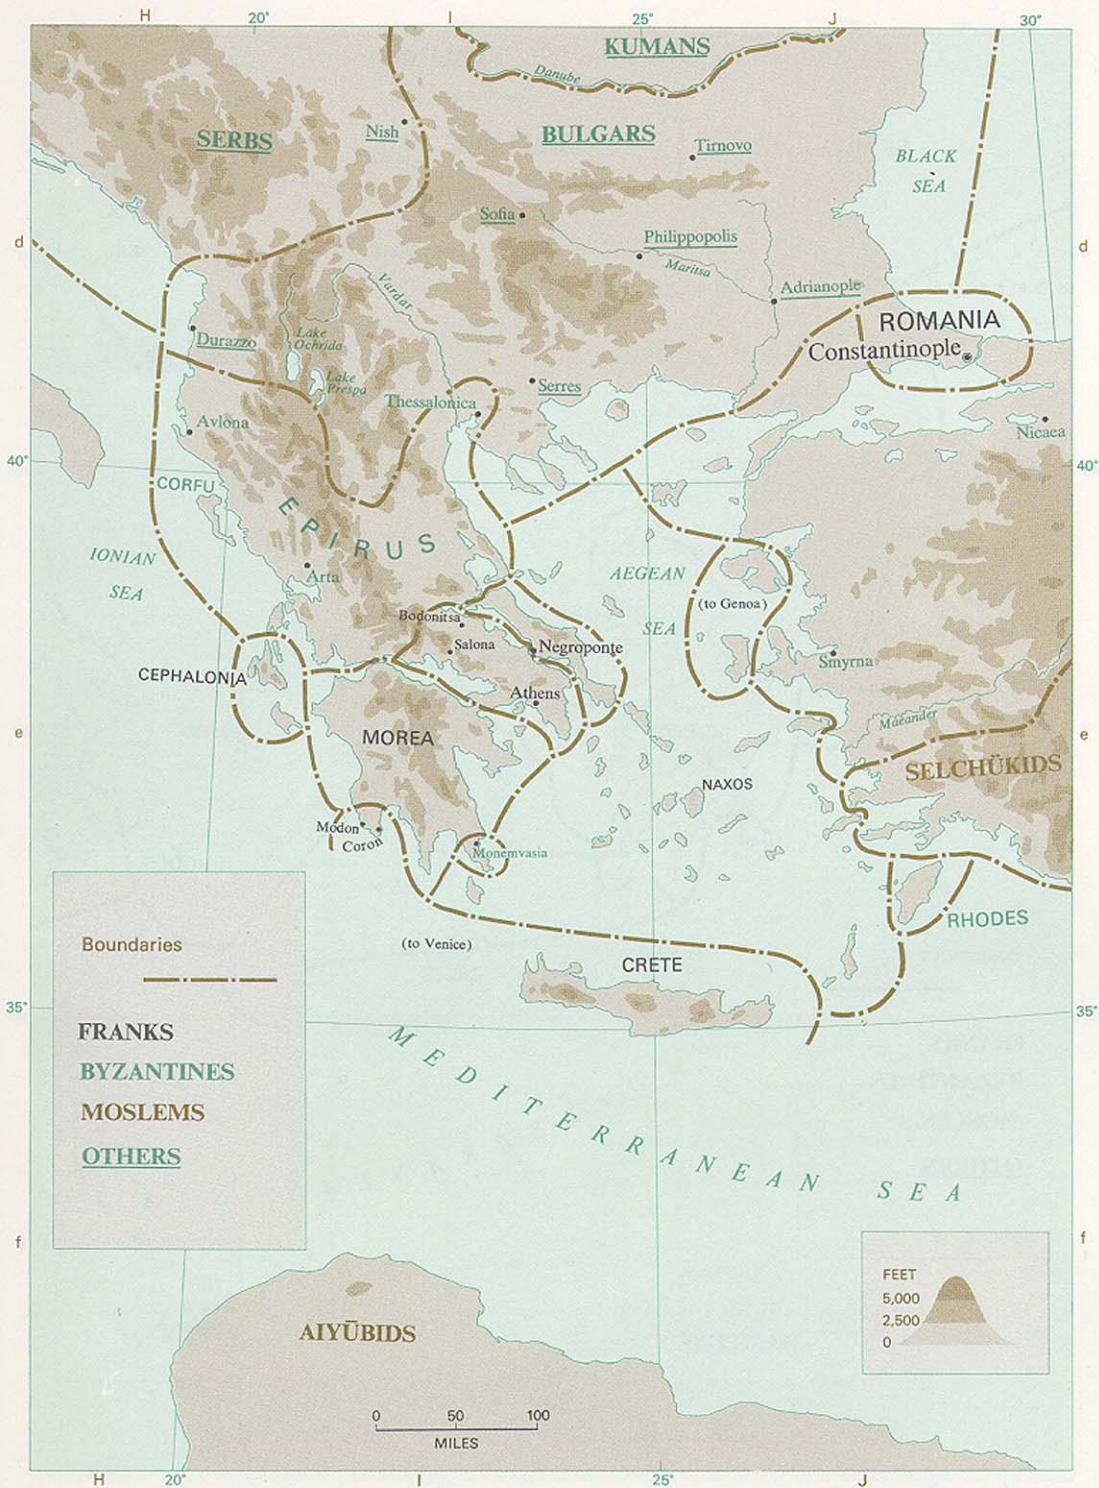 H
20°
I
25°
J
30°
KUMANS
Danube
SERBS
Nish
BULGARS
Tirnovo
BLACK
SEA
Sofia
Philippopolis
d
d
Maritsa
Vardar
Adrianople
ROMANIA
Constantinople
Durazzo
Lake
Ochrida
Lake
Prespa
Serres
Thessalonica
Avlona
Nicaea
40°
40°
CORFU
EPIRUS
IONIAN
SEA
Arta
AEGEAN
SEA
(to Genoa)
Bodonitsa
Salona
Negroponte
Smyrna
CEPHALONIA
Athens
Maeander
e
e
MOREA
SELCHÜKIDS
NAXOS
Modon
Coron
Monemvasia
RHODES
(to Venice)
CRETE
Boundaries
35°
35°
FRANKS
BYZANTINES
MOSLEMS
OTHERS
MEDITERRANEAN SEA
f
f
FEET
5,000
2,500
0
AIYŪBIDS
0 50 100
MILES
H
20°
I
25°
J